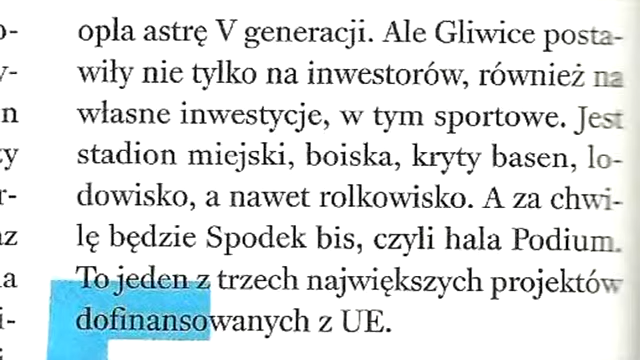 o- opla astrę V generacji. Ale Gliwice posta-
y- wiły nie tylko na inwestorów, również na
n własne inwestycje, w tym sportowe. Jest
y stadion miejski, boiska, kryty basen, lo-
r- dowisko, a nawet rolkowisko. A za chwi-
az lę będzie Spodek bis, czyli hala Podium.
a To jeden z trzech największych projektów
i- dofinansowanych z UE.